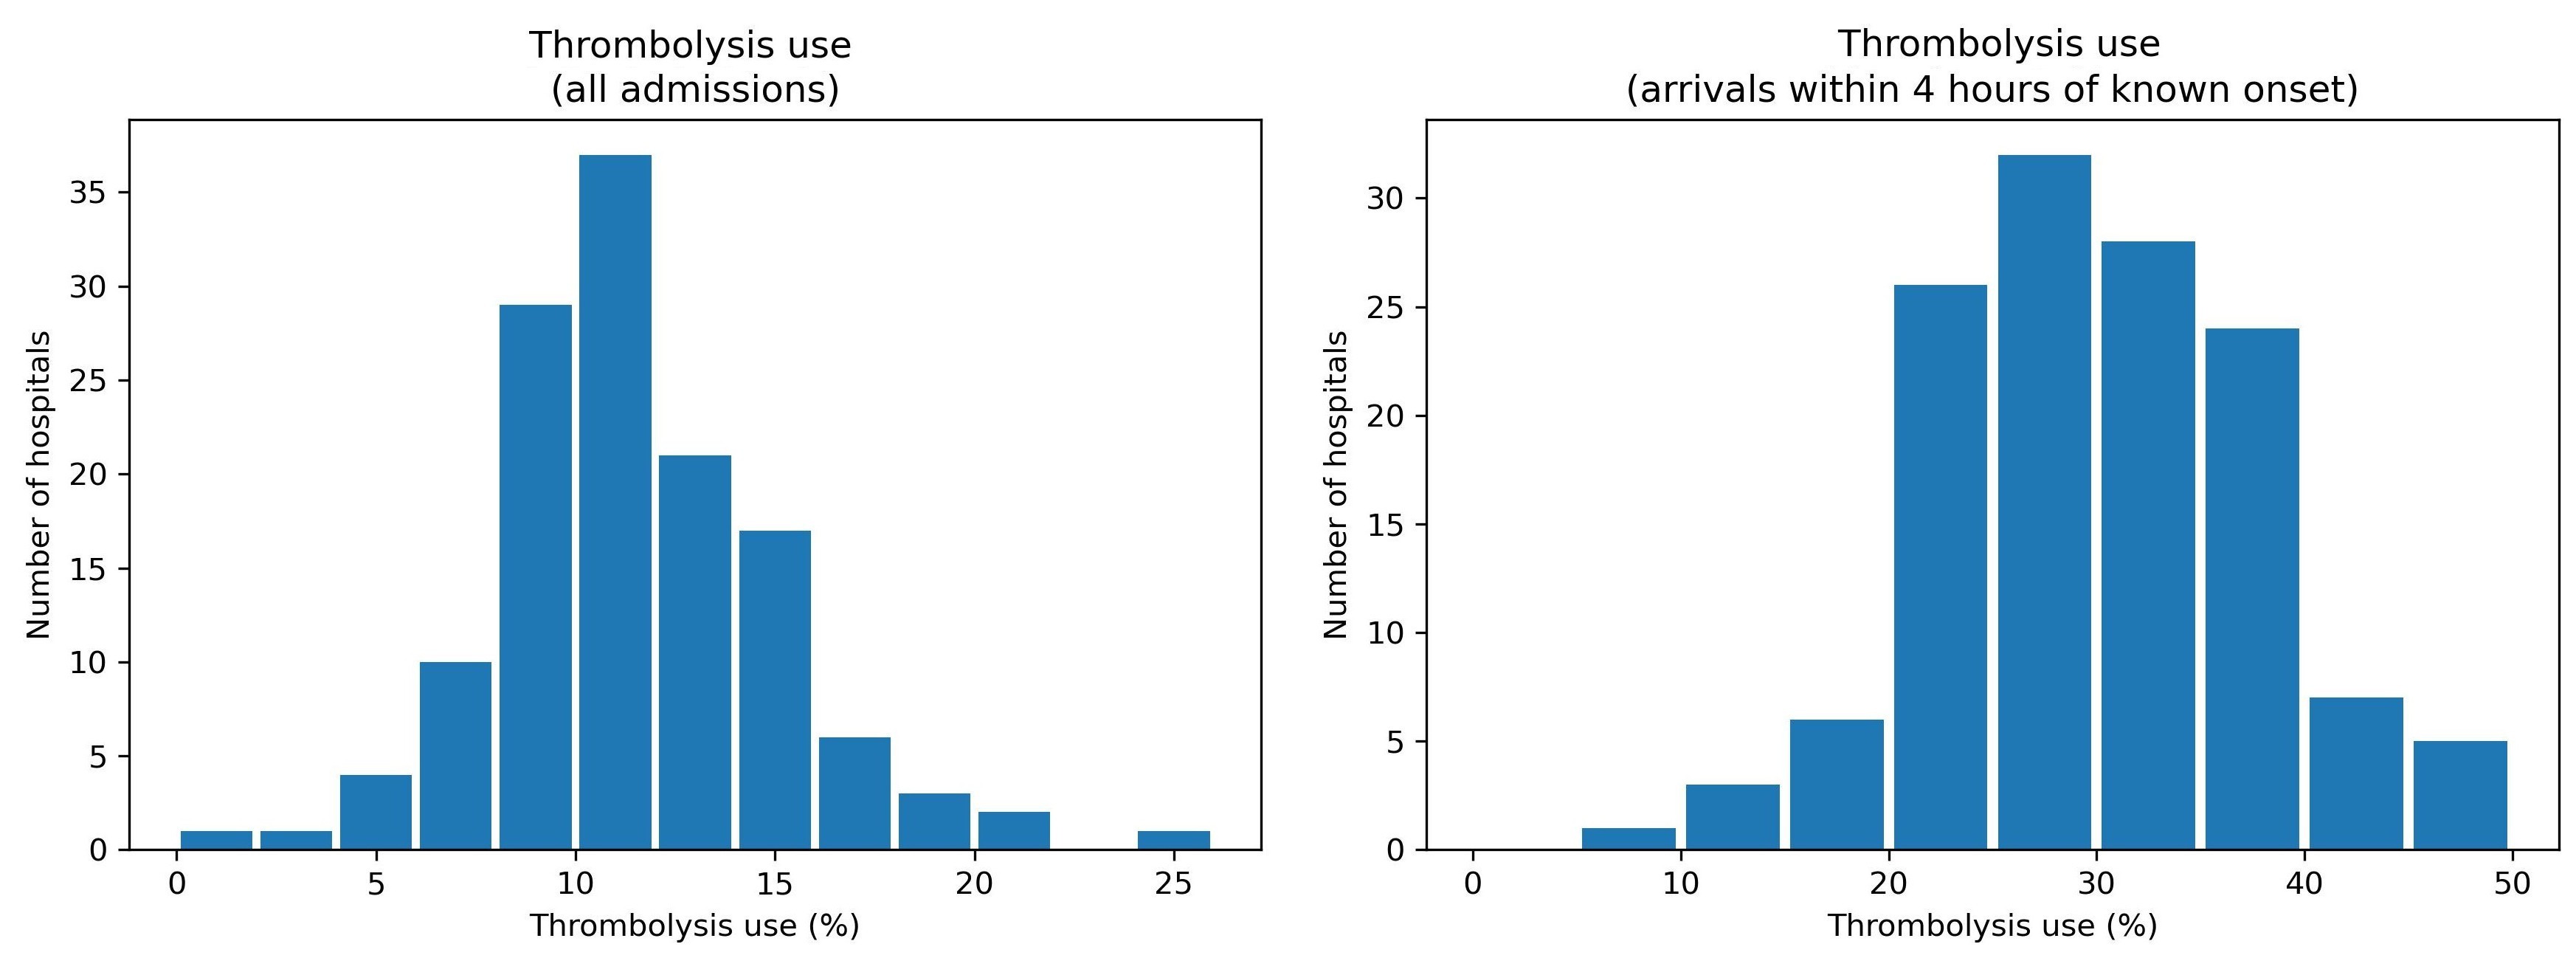 Thrombolysis use
(all admissions)
Number of hospitals
35
30
25
20
15
10
5
0
0 5 10 15 20 25
Thrombolysis use (%)
Thrombolysis use
(arrivals within 4 hours of known onset)
Number of hospitals
30
25
20
15
10
5
0
0 10 20 30 40 50
Thrombolysis use (%)